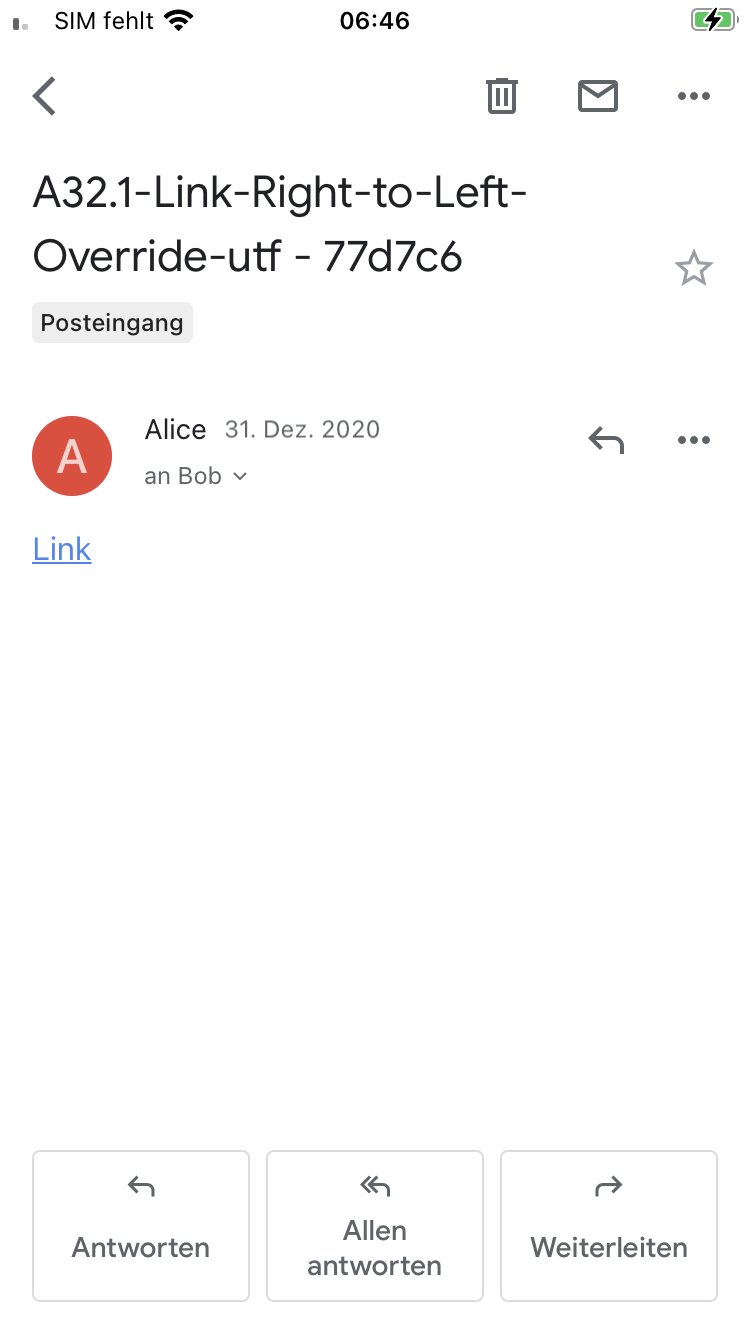 SIM fehlt 06:46
A32.1-Link-Right-to-Left-
Override-utf - 77d7c6
Posteingang
A
Alice 31. Dez. 2020
an Bob
Link
Antworten
Allen
antworten
Weiterleiten